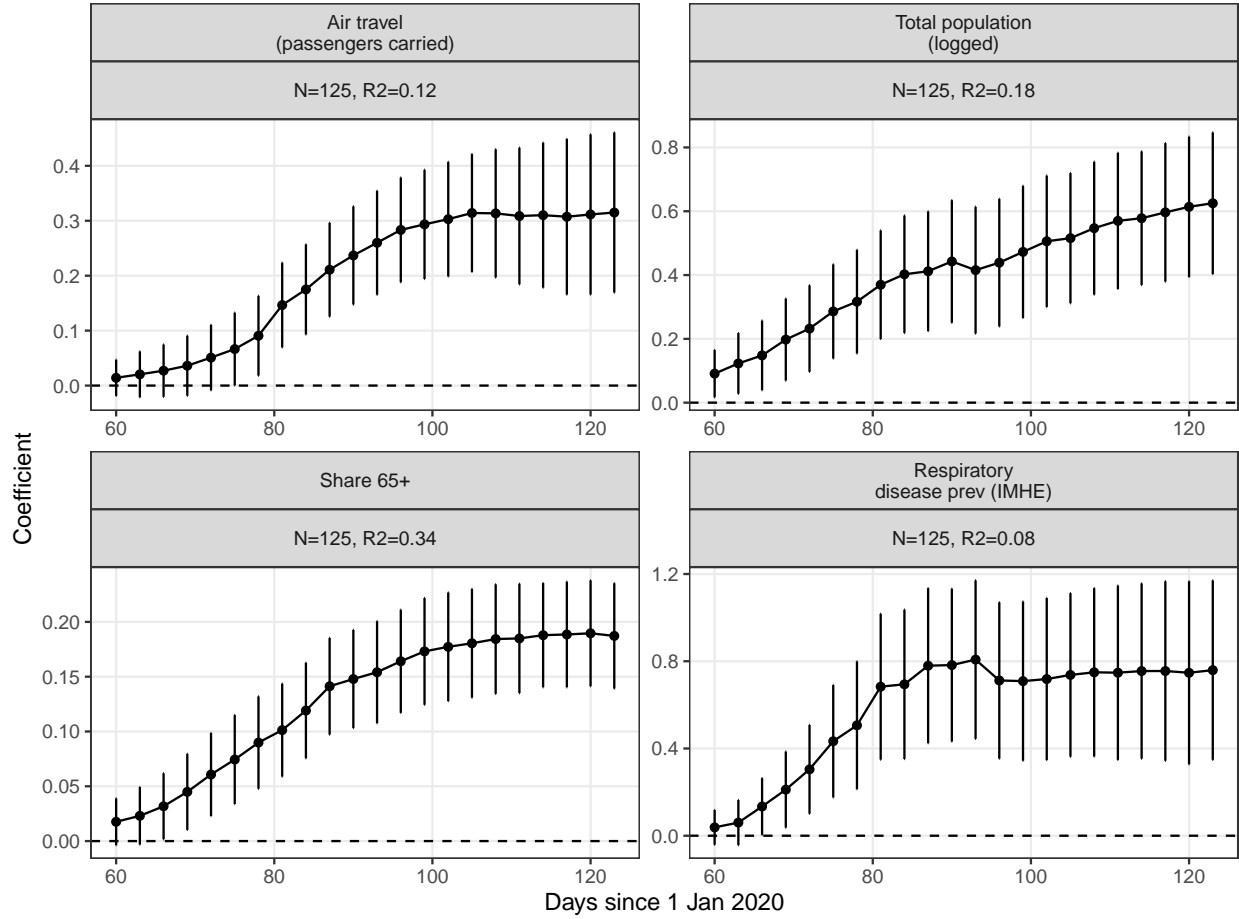 Air travel
(passengers carried)
N=125, R2=0.12
0.4
0.3
0.2
0.1
0.0
60
80
100
120
Total population
(logged)
N=125, R2=0.18
0.8
0.6
0.4
0.2
0.0
60
80
100
120
Coefficient
Share 65+
N=125, R2=0.34
0.20
0.15
0.10
0.05
0.00
60
80
100
120
Respiratory
disease prev (IMHE)
N=125, R2=0.08
1.2
0.8
0.4
0.0
60
80
100
120
Days since 1 Jan 2020